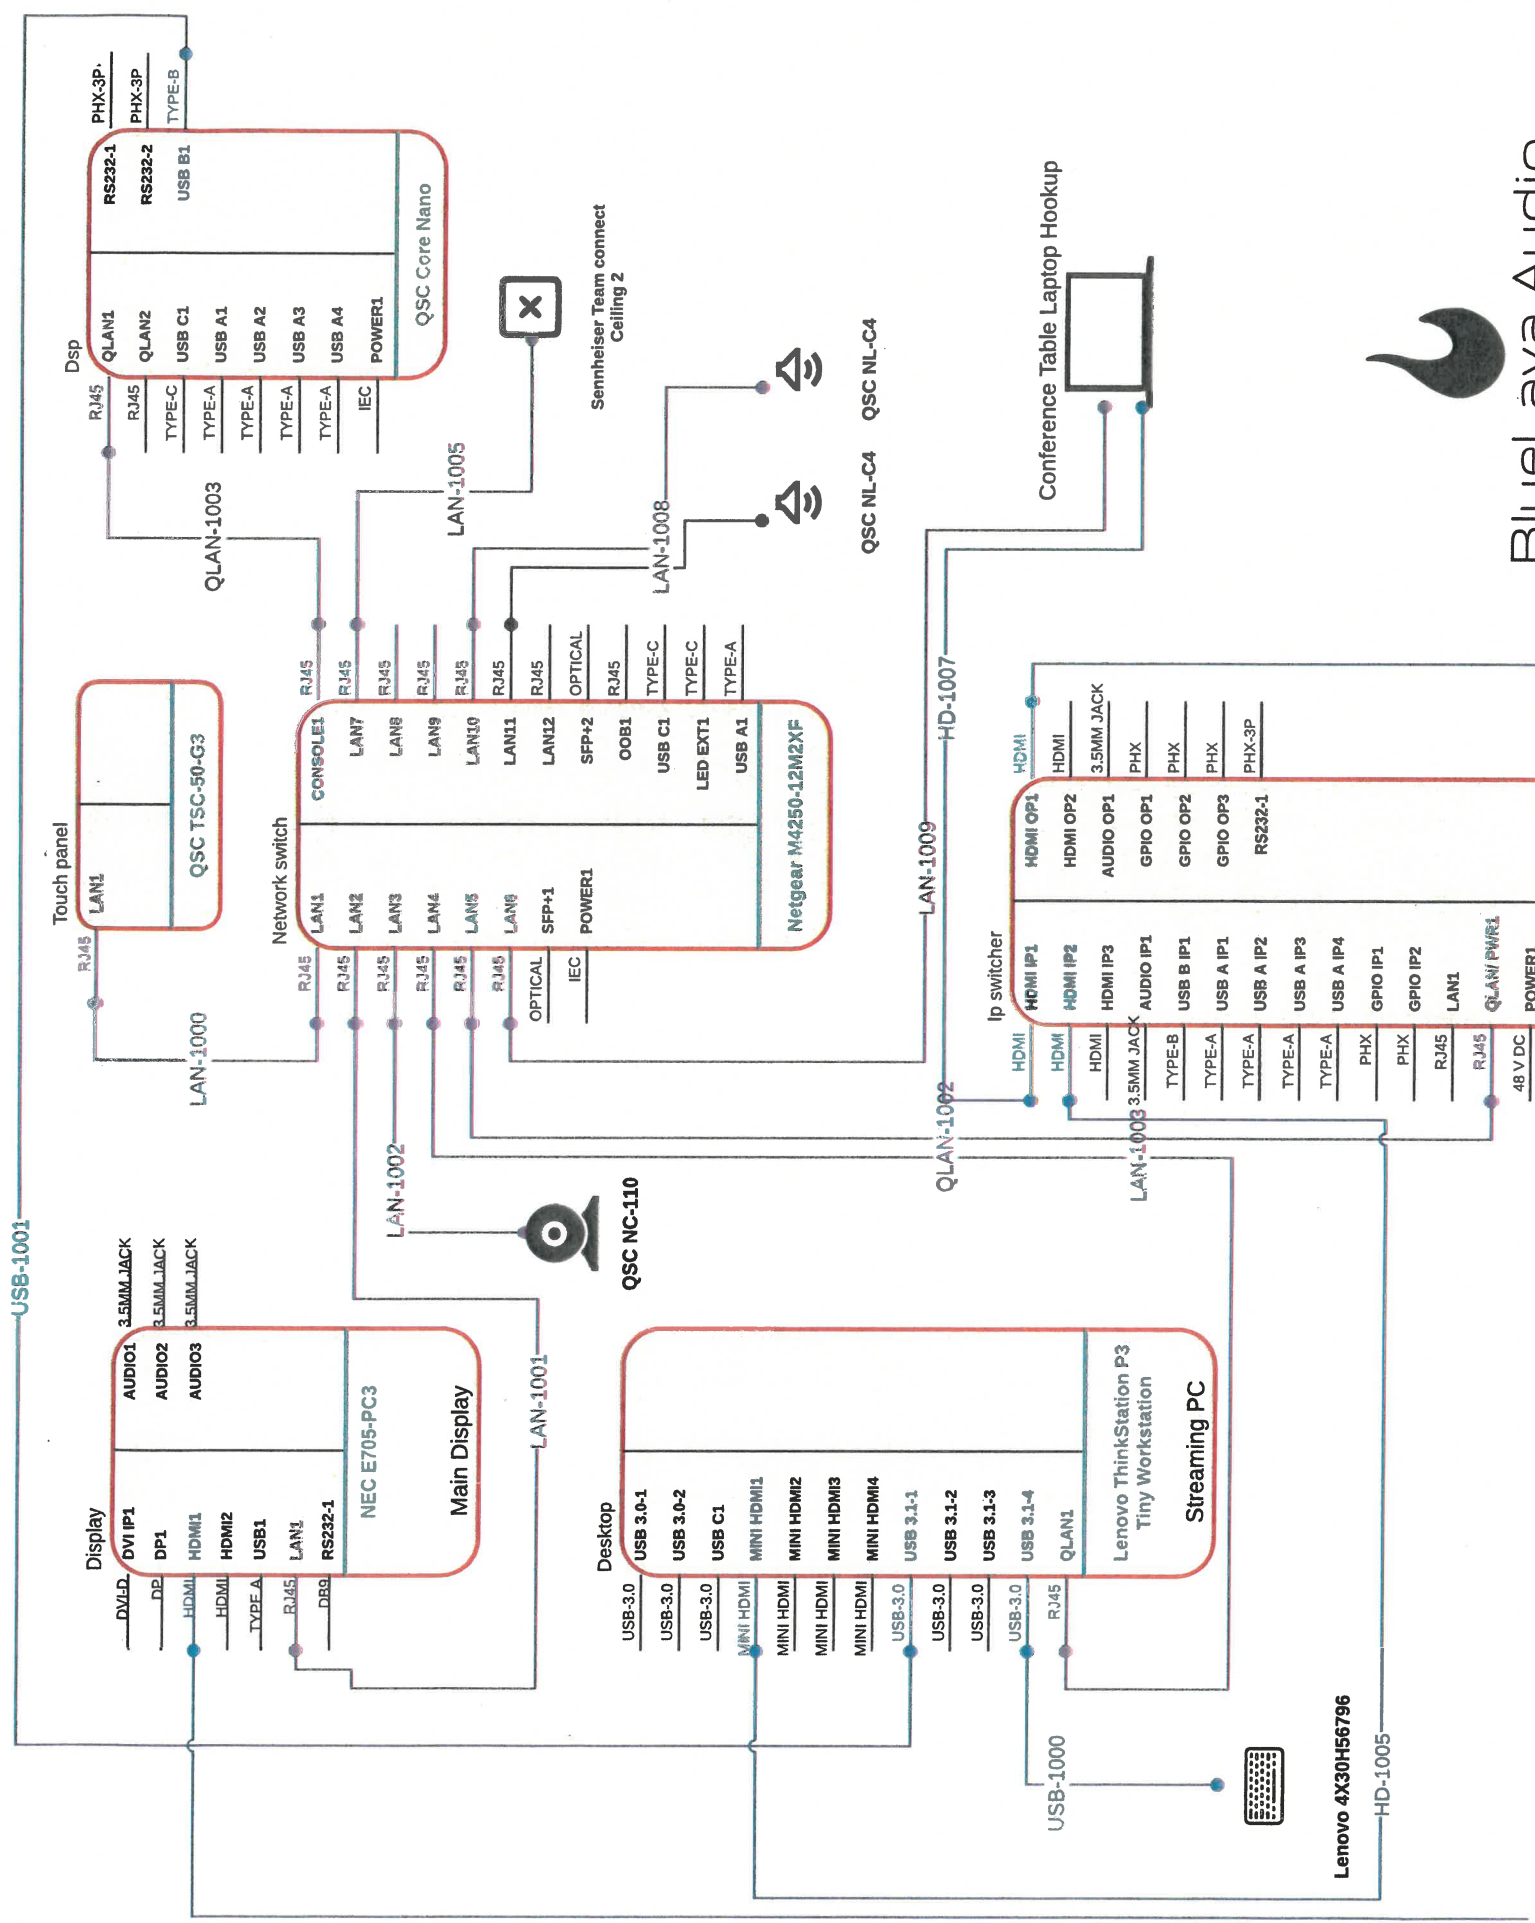 USB-1001
Display
DVI-D
DP
HDMI
HDMI
TYPE A
RJ45
DB9
DVI IP1
DP1
HDMI1
HDMI2
USB1
LAN1
RS232-1
AUDIO1
AUDIO2
AUDIO3
3.5MM JACK
3.5MM JACK
3.5MM JACK
NEC E705-PC3
Main Display
LAN-1001
Touch panel
RJ45
LAN1
QSC TSC-50-G3
LAN-1000
Dsp
RJ45
RJ45
TYPE-C
TYPE-A
TYPE-A
TYPE-A
TYPE-A
IEC
QLAN1
QLAN2
USB C1
USB A1
USB A2
USB A3
USB A4
POWER1
RS232-1
RS232-2
USB B1
PHX-3P
PHX-3P
TYPE-B
QSC Core Nano
QLAN-1003
Network switch
RJ45
RJ45
RJ45
RJ45
RJ45
RJ45
OPTICAL
IEC
LAN1
LAN2
LAN3
LAN4
LAN5
LAN6
SFP+1
POWER1
CONSOLE1
LAN7
LAN8
LAN9
LAN10
LAN11
LAN12
SFP+2
OOB1
USB C1
LED EXT1
USB A1
RJ45
RJ45
RJ45
RJ45
RJ45
RJ45
RJ45
OPTICAL
RJ45
TYPE-C
TYPE-C
TYPE-A
Netgear M4250-12M2XF
LAN-1002
QSC NC-110
LAN-1005
Sennheiser Team connect
Ceiling 2
LAN-1008
QSC NL-C4
QSC NL-C4
Desktop
USB-3.0
USB-3.0
USB-3.0
MINI HDMI
MINI HDMI
MINI HDMI
MINI HDMI
USB-3.0
USB-3.0
USB-3.0
USB-3.0
RJ45
USB 3.0-1
USB 3.0-2
USB C1
MINI HDMI1
MINI HDMI2
MINI HDMI3
MINI HDMI4
USB 3.1-1
USB 3.1-2
USB 3.1-3
USB 3.1-4
QLAN1
Lenovo ThinkStation P3
Tiny Workstation
Streaming PC
USB-1000
Lenovo 4X30H56796
HD-1005
LAN-1009
HD-1007
QLAN-1002
LAN-1003
Conference Table Laptop Hookup
Ip switcher
HDMI
HDMI
HDMI
3.5MM JACK
TYPE-B
TYPE-A
TYPE-A
TYPE-A
TYPE-A
PHX
PHX
RJ45
RJ45
48 V DC
HDMI IP1
HDMI IP2
HDMI IP3
AUDIO IP1
USB B IP1
USB A IP1
USB A IP2
USB A IP3
USB A IP4
GPIO IP1
GPIO IP2
LAN1
QLAN/ PWR1
POWER1
HDMI OP1
HDMI OP2
AUDIO OP1
GPIO OP1
GPIO OP2
GPIO OP3
RS232-1
HDMI
HDMI
3.5MM JACK
PHX
PHX
PHX
PHX-3P
BlueLava Audio